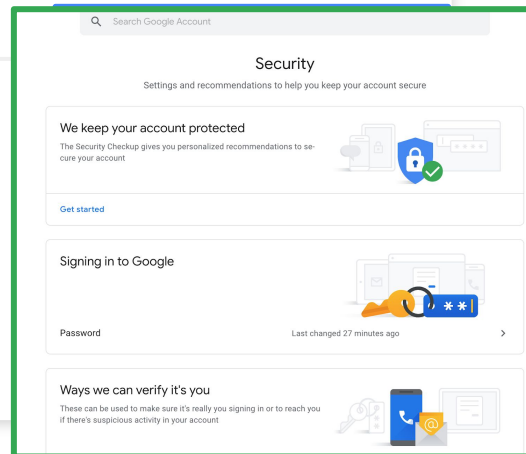 Search Google Account
Security
Settings and recommendations to help you keep your account secure
We keep your account protected
The Security Checkup gives you personalized recommendations to se-
cure your account
Get started
Signing in to Google
**
Password
Last changed 27 minutes ago
Ways we can verify it's you
These can be used to make sure it's really you signing in or to reach you
if there's suspicious activity in your account
@